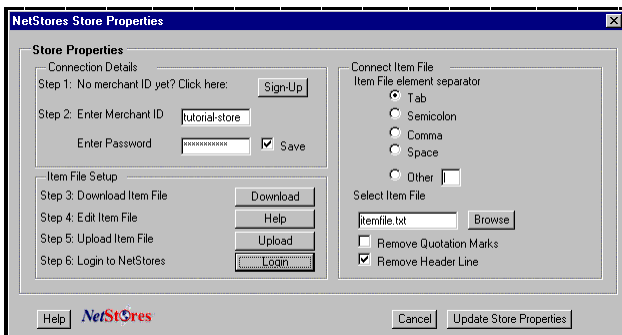 NetStores Store Properties
Store Properties
Connection Details
Step 1: No merchant ID yet? Click here:
Sign-Up
Step 2: Enter Merchant ID
tutorial-store
Enter Password
xxxxxxxxxxx
Save
Item File Setup
Step 3: Download Item File
Download
Step 4: Edit Item File
Help
Step 5: Upload Item File
Upload
Step 6: Login to NetStores
Login
Connect Item File
Item File element separator
Tab
Semicolon
Comma
Space
Other
Select Item File
itemfile.txt
Browse
Remove Quotation Marks
Remove Header Line
Help
NetStores
Cancel
Update Store Properties